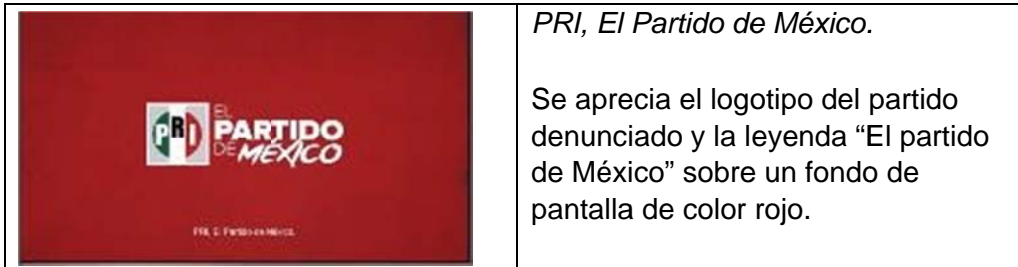 PRI
EL
PARTIDO
DE MÉXICO
PRI, El Partido de México.
PRI, El Partido de México.
Se aprecia el logotipo del partido
denunciado y la leyenda “El partido
de México” sobre un fondo de
pantalla de color rojo.